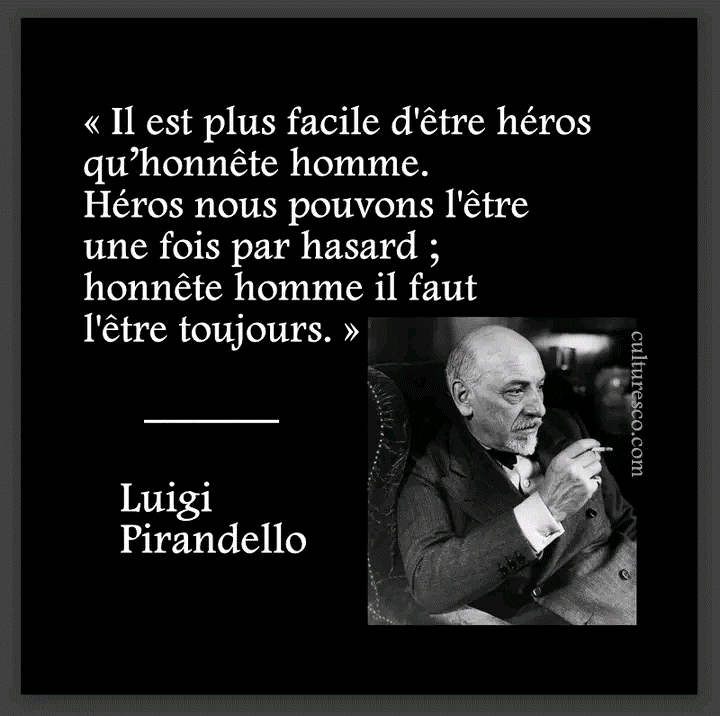 « Il est plus facile d'être héros
qu’honnête homme.
Héros nous pouvons l'être
une fois par hasard ;
honnête homme il faut
l'être toujours. »
culturesco.com
Luigi
Pirandello